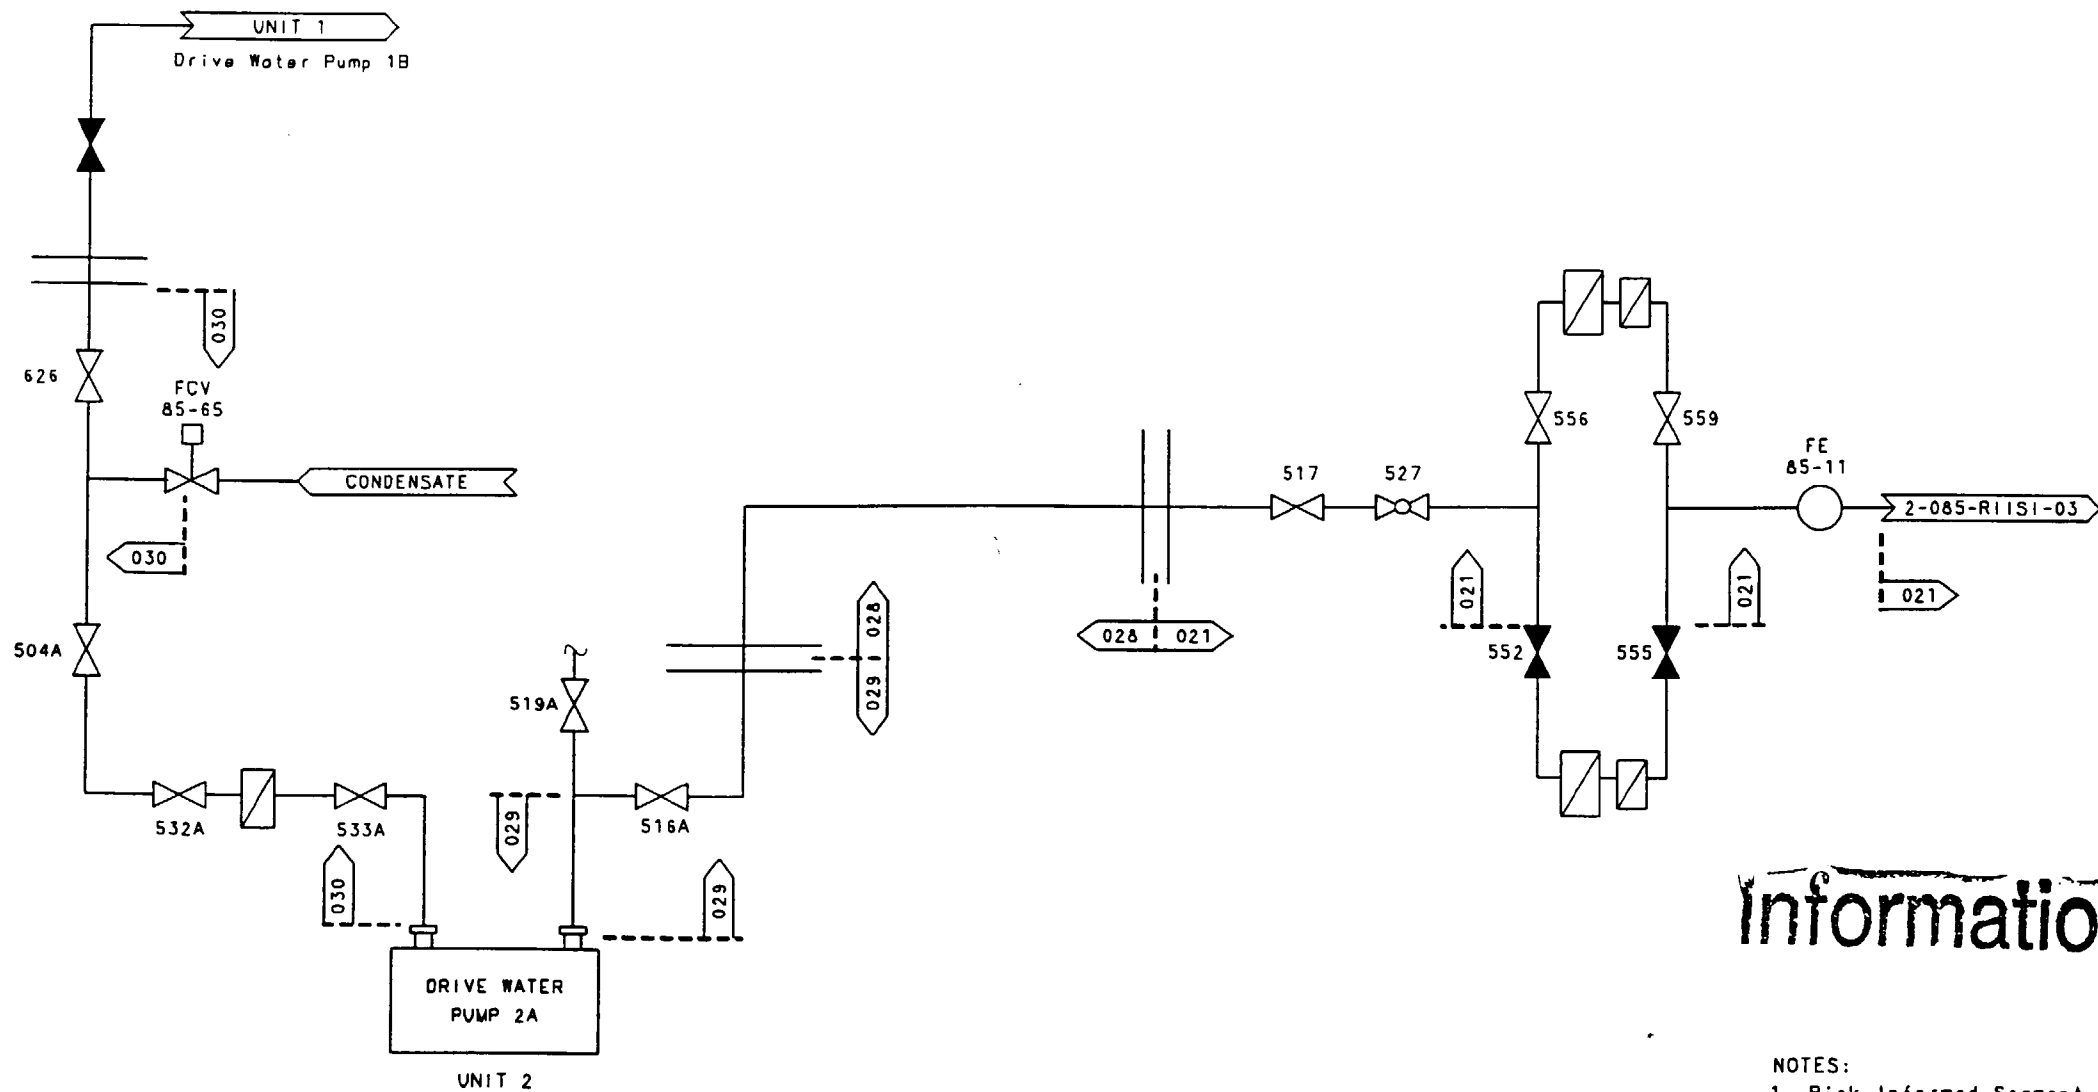 UNIT 1
Drive Water Pump 1B
030
626
FCV
85-65
CONDENSATE
030
504A
532A
533A
030
519A
029
516A
029
028
029
DRIVE WATER
PUMP 2A
UNIT 2
028
021
517
527
556
559
FE
85-11
2-085-RIISI-03
021
021
021
552
555
Informatio
NOTES: